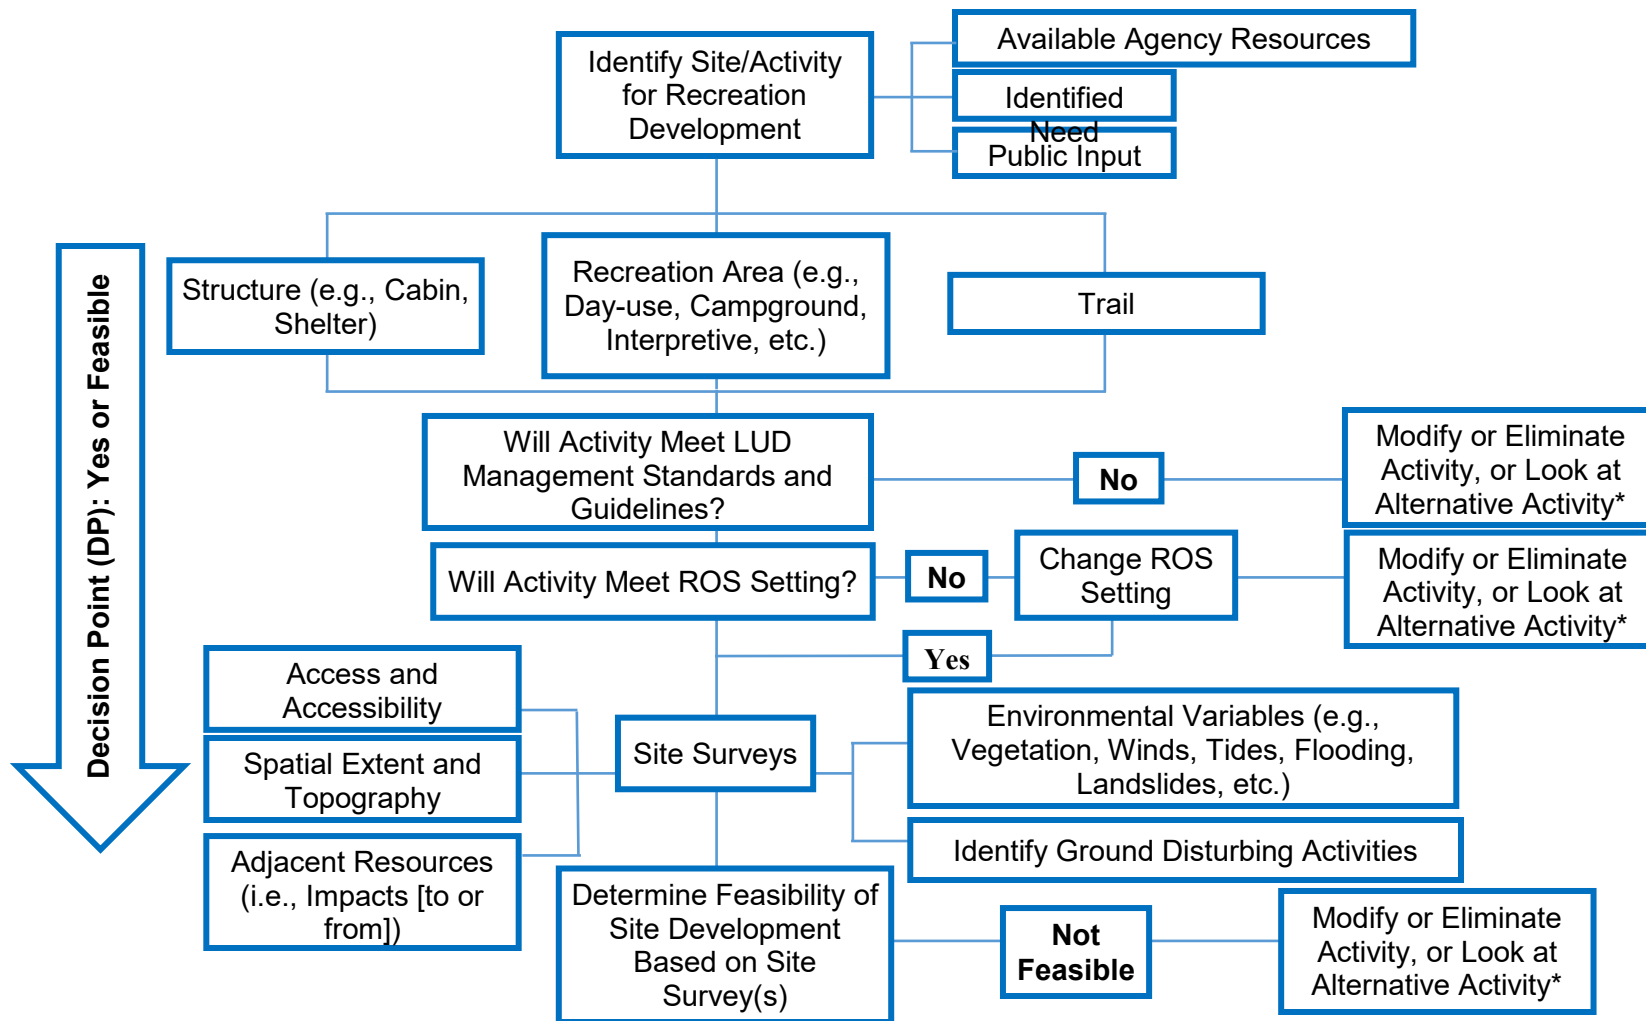 Identify Site/Activity
for Recreation
Development
Available Agency Resources
Identified
Need
Public Input
Structure (e.g., Cabin,
Shelter)
Recreation Area (e.g.,
Day-use, Campground,
Interpretive, etc.)
Trail
Decision Point (DP): Yes or Feasible
Will Activity Meet LUD
Management Standards and
Guidelines?
No
Modify or Eliminate
Activity, or Look at
Alternative Activity*
Will Activity Meet ROS Setting?
No
Change ROS
Setting
Modify or Eliminate
Activity, or Look at
Alternative Activity*
Yes
Access and
Accessibility
Spatial Extent and
Topography
Adjacent Resources
(i.e., Impacts [to or
from])
Site Surveys
Environmental Variables (e.g.,
Vegetation, Winds, Tides, Flooding,
Landslides, etc.)
Identify Ground Disturbing Activities
Determine Feasibility of
Site Development
Based on Site
Survey(s)
Not
Feasible
Modify or Eliminate
Activity, or Look at
Alternative Activity*